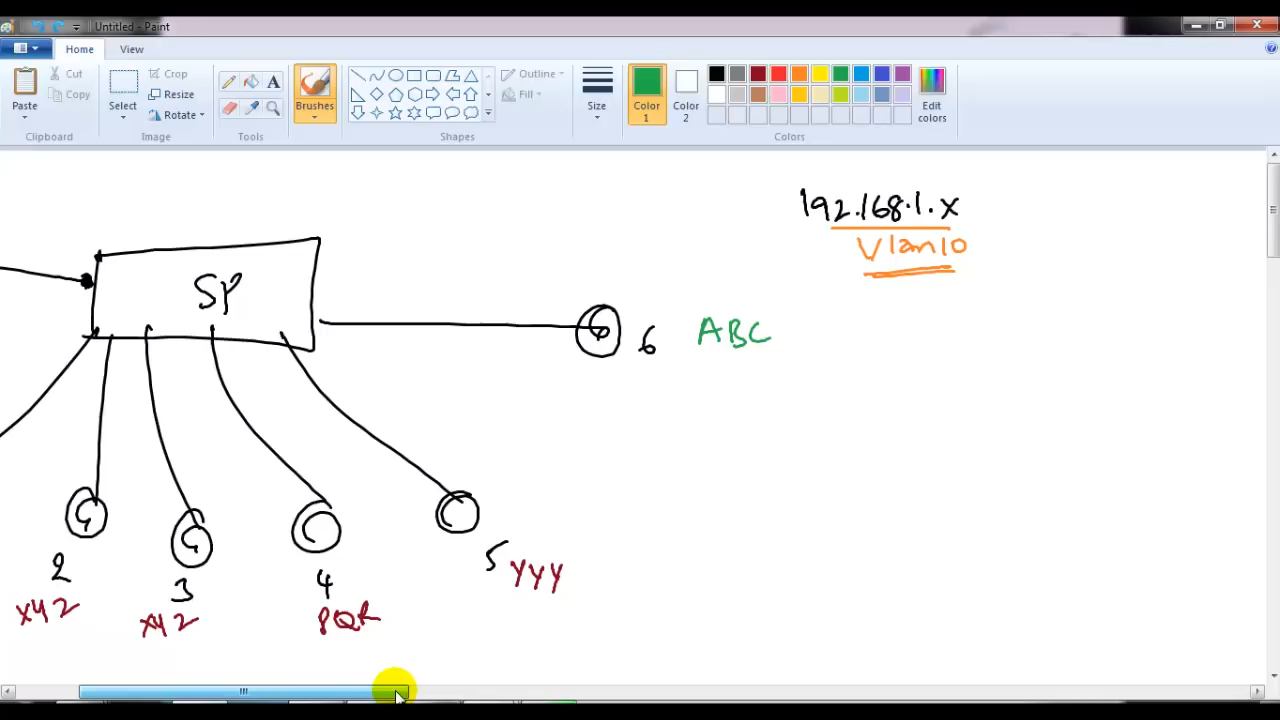 Untitled - Paint
Home View
Paste
Cut
Copy
Clipboard
Select
Crop
Resize
Rotate
Image
A
Tools
Brushes
Outline
Fill
Shapes
Size
Color 1
Color 2
Edit colors
Colors
192.168.1.X
Vlan10
SP
6 ABC
2
XYZ
3
XYZ
4
PQR
5 YYY